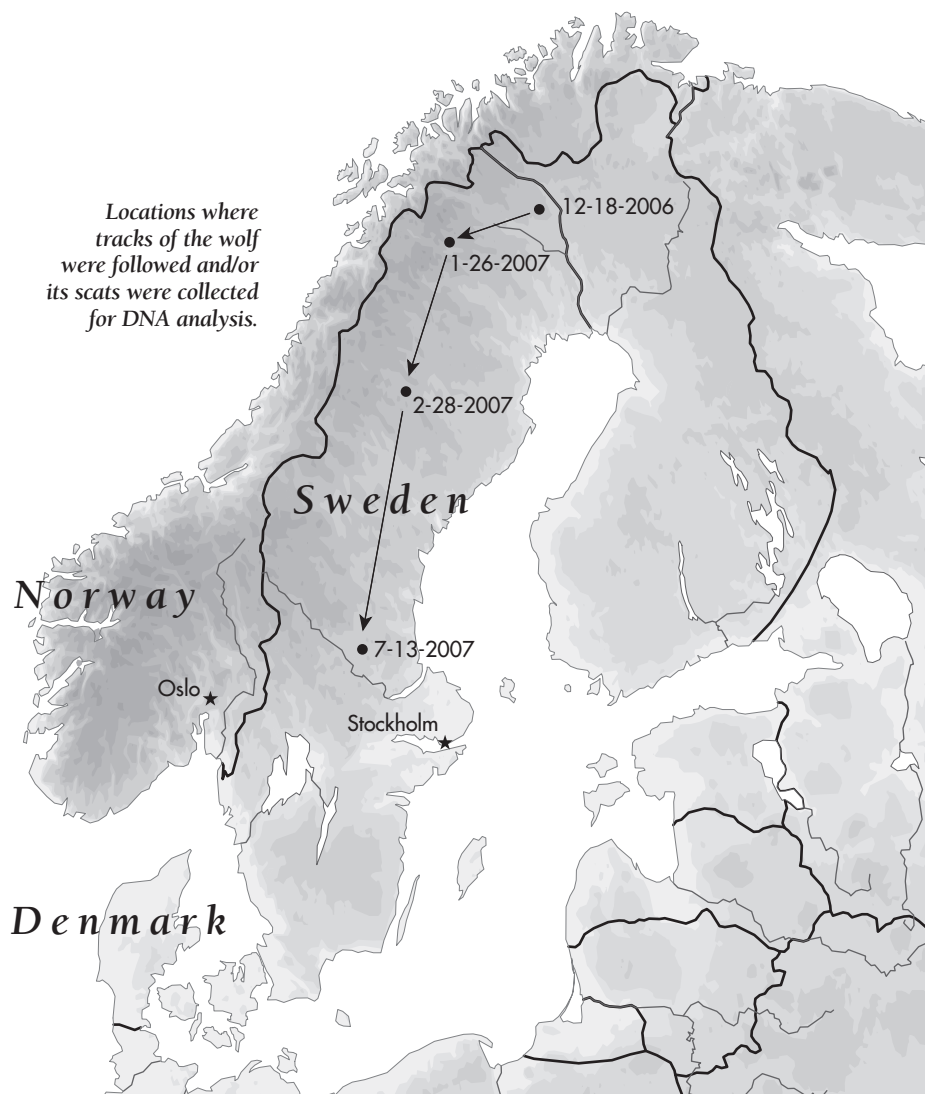 Locations where
tracks of the wolf
were followed and/or
its scats were collected
for DNA analysis.
12-18-2006
1-26-2007
2-28-2007
Sweden
Norway
7-13-2007
Oslo
Stockholm
Denmark